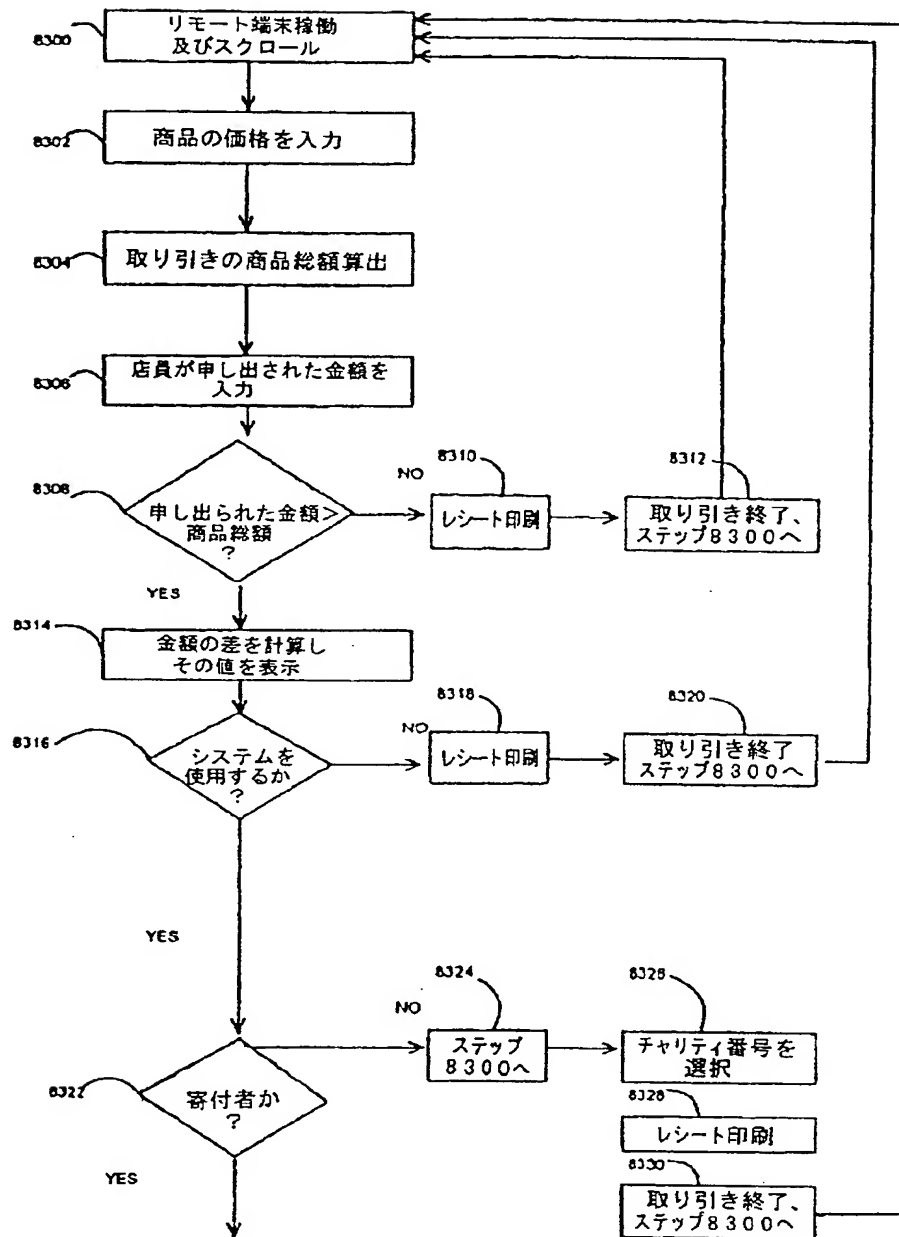 8300
リモート端末稼働
及びスクロール
8302
商品の価格を入力
8304
取り引きの商品総額算出
8306
店員が申し出された金額を
入力
8308
申し出られた金額＞
商品総額
？
NO
8310
レシート印刷
8312
取り引き終了、
ステップ８３００へ
YES
8314
金額の差を計算し
その値を表示
8316
システムを
使用するか
？
NO
8318
レシート印刷
8320
取り引き終了
ステップ８３００へ
YES
8322
寄付者か
？
NO
8324
ステップ
８３００へ
8326
チャリティ番号を
選択
8328
レシート印刷
8330
取り引き終了、
ステップ８３００へ
YES